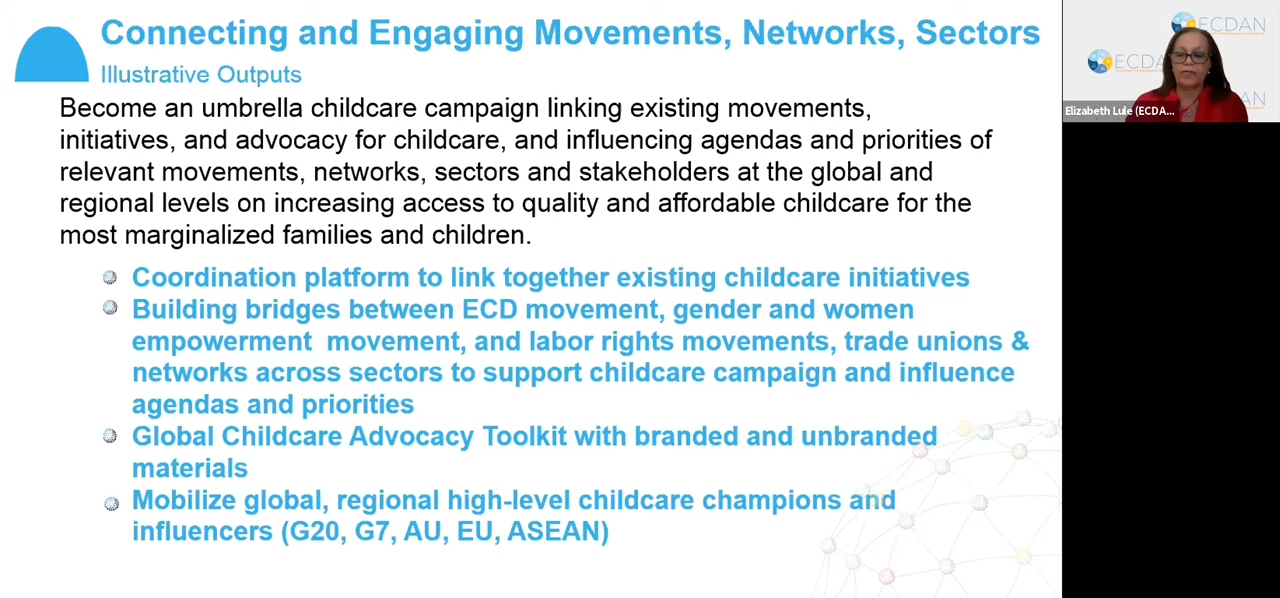 Connecting and Engaging Movements, Networks, Sectors
Illustrative Outputs
Become an umbrella childcare campaign linking existing movements,
initiatives, and advocacy for childcare, and influencing agendas and priorities of
relevant movements, networks, sectors and stakeholders at the global and
regional levels on increasing access to quality and affordable childcare for the
most marginalized families and children.
Coordination platform to link together existing childcare initiatives
Building bridges between ECD movement, gender and women
empowerment movement, and labor rights movements, trade unions &
networks across sectors to support childcare campaign and influence
agendas and priorities
Global Childcare Advocacy Toolkit with branded and unbranded
materials
Mobilize global, regional high-level childcare champions and
influencers (G20, G7, AU, EU, ASEAN)
ECDAN
ECDA
AN
Elizabeth Lule (ECDA...